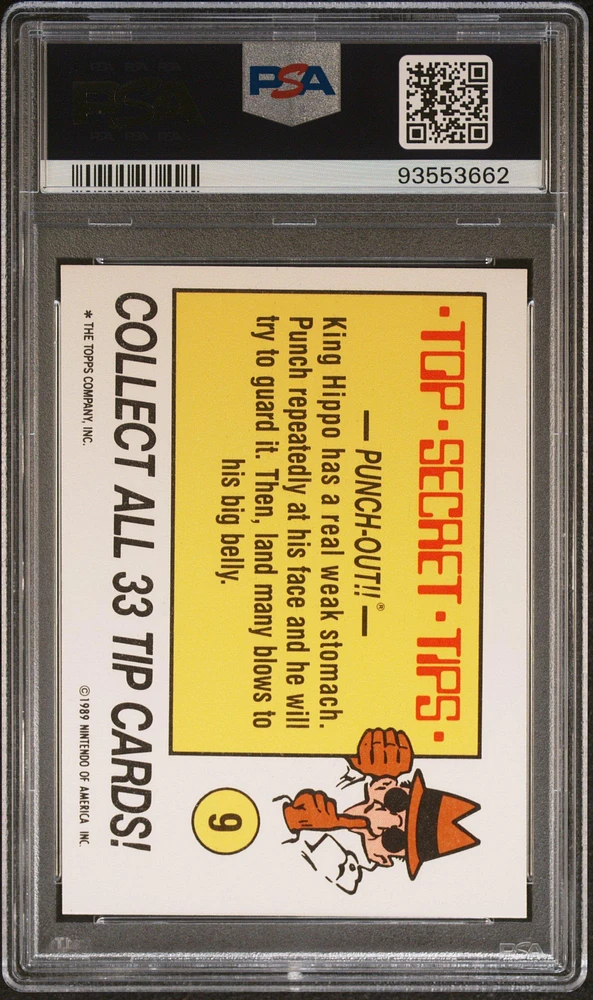 PSA
93553662
·TOP·SECRET·TIPS·
— PUNCH-OUT!!® —
King Hippo has a real weak stomach.
Punch repeatedly at his face and he will
try to guard it. Then, land many blows to
his big belly.
9
COLLECT ALL 33 TIP CARDS!
* THE TOPPS COMPANY, INC.
©1989 NINTENDO OF AMERICA INC.
PSA